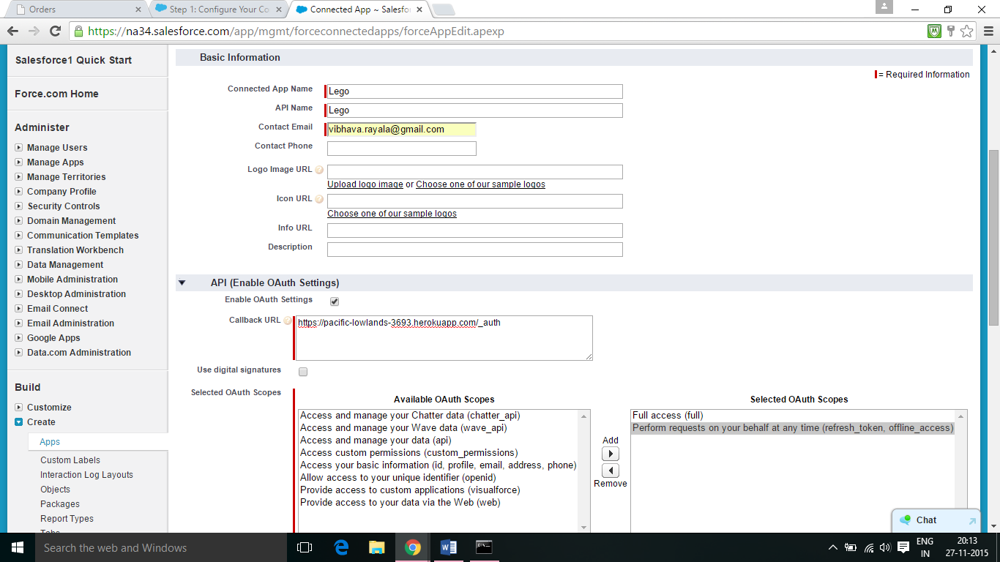 Orders
Step 1: Configure Your Co
Connected App ~ Salesfo
https://na34.salesforce.com/app/mgmt/forceconnectedapps/forceAppEdit.apexp
Salesforce1 Quick Start
Force.com Home
Administer
Manage Users
Manage Apps
Manage Territories
Company Profile
Security Controls
Domain Management
Communication Templates
Translation Workbench
Data Management
Mobile Administration
Desktop Administration
Email Connect
Email Administration
Google Apps
Data.com Administration
Build
Customize
Create
Apps
Custom Labels
Interaction Log Layouts
Objects
Packages
Report Types
Tabs
Basic Information
= Required Information
Connected App Name Lego
API Name Lego
Contact Email vibhava.rayala@gmail.com
Contact Phone
Logo Image URL ?
Upload logo image or Choose one of our sample logos
Icon URL ?
Choose one of our sample logos
Info URL
Description
API (Enable OAuth Settings)
Enable OAuth Settings
Callback URL ? https://pacific-lowlands-3693.herokuapp.com/_auth
Use digital signatures
Selected OAuth Scopes
Available OAuth Scopes
Access and manage your Chatter data (chatter_api)
Access and manage your Wave data (wave_api)
Access and manage your data (api)
Access custom permissions (custom_permissions)
Access your basic information (id, profile, email, address, phone)
Allow access to your unique identifier (openid)
Provide access to custom applications (visualforce)
Provide access to your data via the Web (web)
Add
Remove
Selected OAuth Scopes
Full access (full)
Perform requests on your behalf at any time (refresh_token, offline_access)
Chat
Search the web and Windows
ENG
IN
20:13
27-11-2015